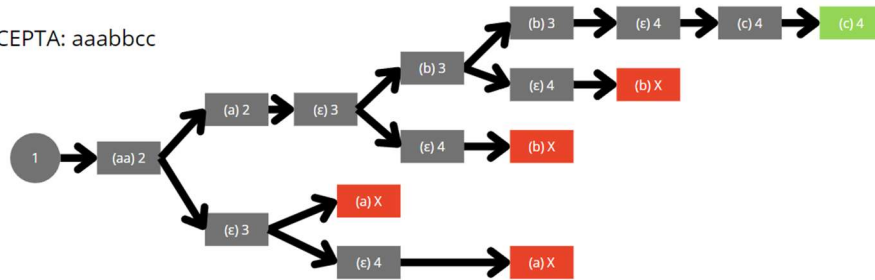 CEPTA: aaabbcc
(b) 3 (ε) 4 (c) 4 (c) 4
(b) 3 (ε) 4 (b) X
(a) 2 (ε) 3
(ε) 4 (b) X
1 (aa) 2
(a) X
(ε) 3
(ε) 4 (a) X